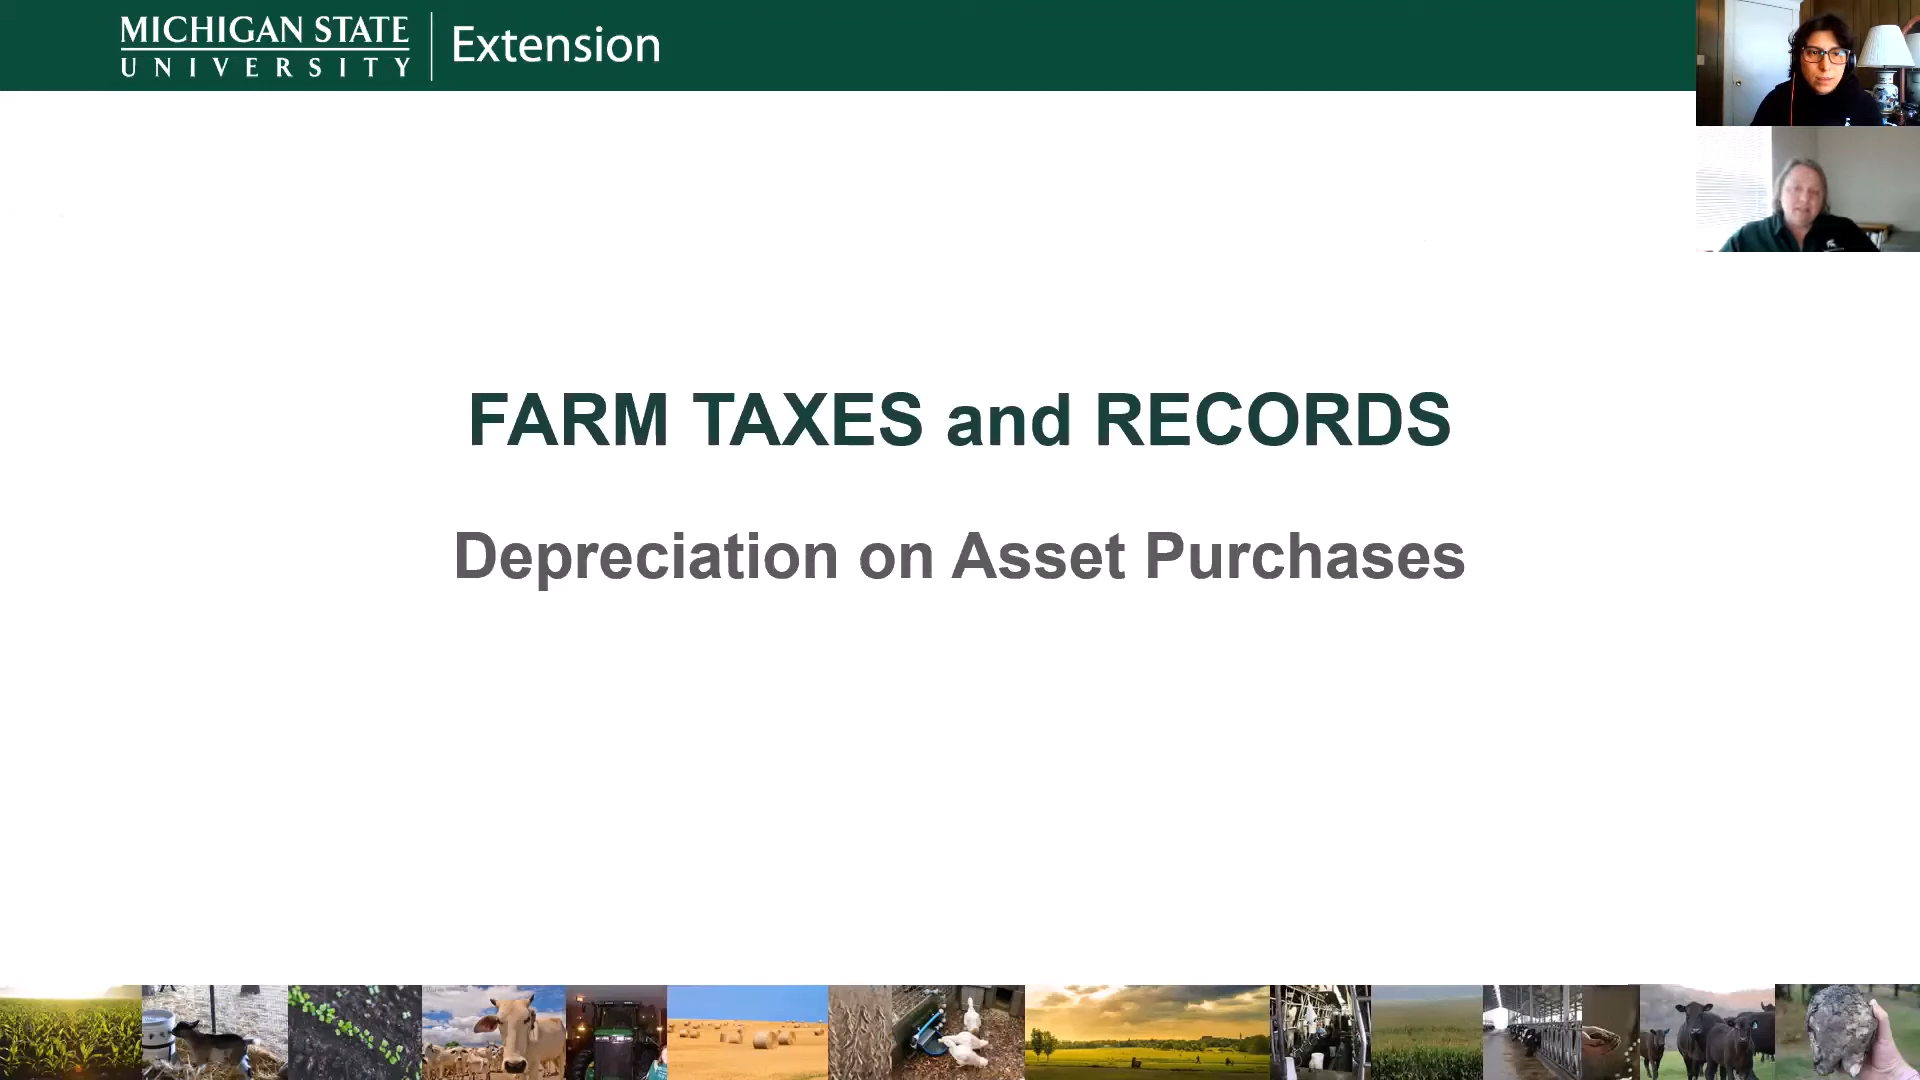 MICHIGAN STATE
UNIVERSITY
Extension
FARM TAXES and RECORDS
Depreciation on Asset Purchases